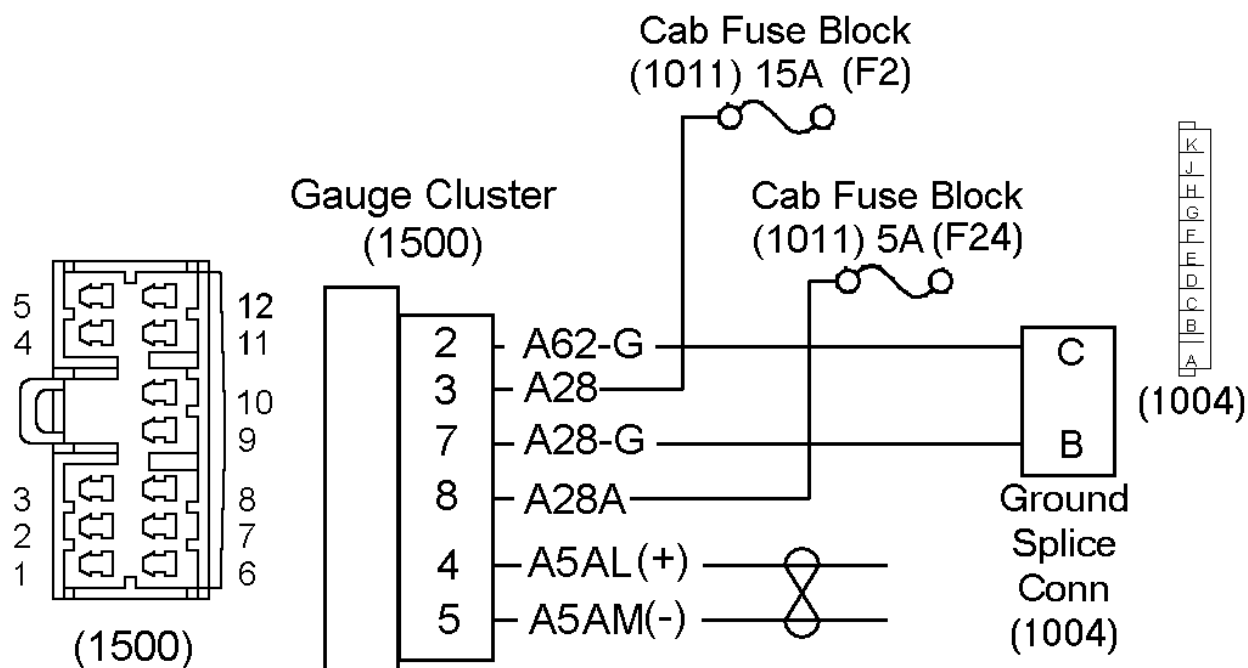 Cab Fuse Block
(1011) 15A (F2)
Gauge Cluster
(1500)
Cab Fuse Block
(1011) 5A (F24)
K
J
H
G
F
E
D
C
B
A
(1004)
5 12
4 11
10
9
3 8
2 7
1 6
(1500)
2 A62-G C
3 A28
7 A28-G B
8 A28A
4 A5AL (+)
5 A5AM(-)
Ground
Splice
Conn
(1004)